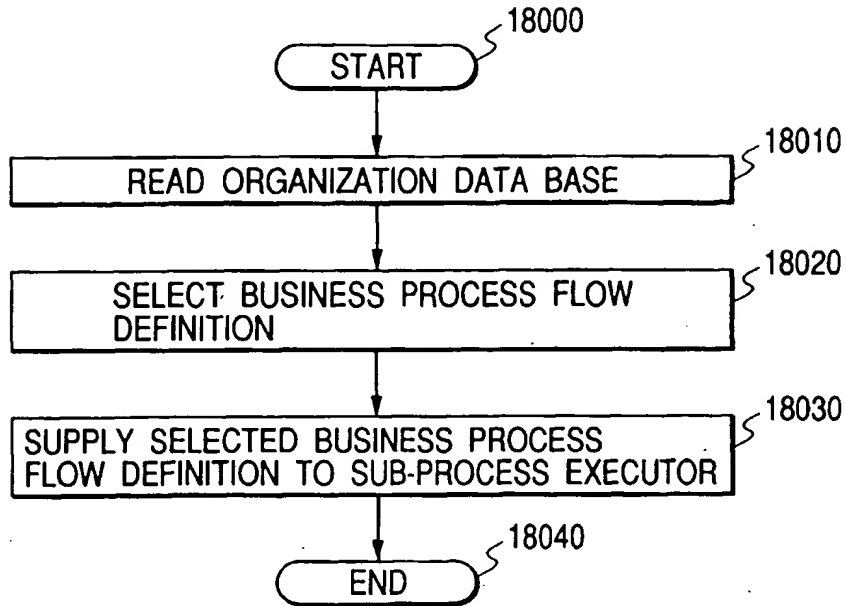 18000
START
18010
READ ORGANIZATION DATA BASE
18020
SELECT BUSINESS PROCESS FLOW
DEFINITION
18030
SUPPLY SELECTED BUSINESS PROCESS
FLOW DEFINITION TO SUB-PROCESS EXECUTOR
18040
END